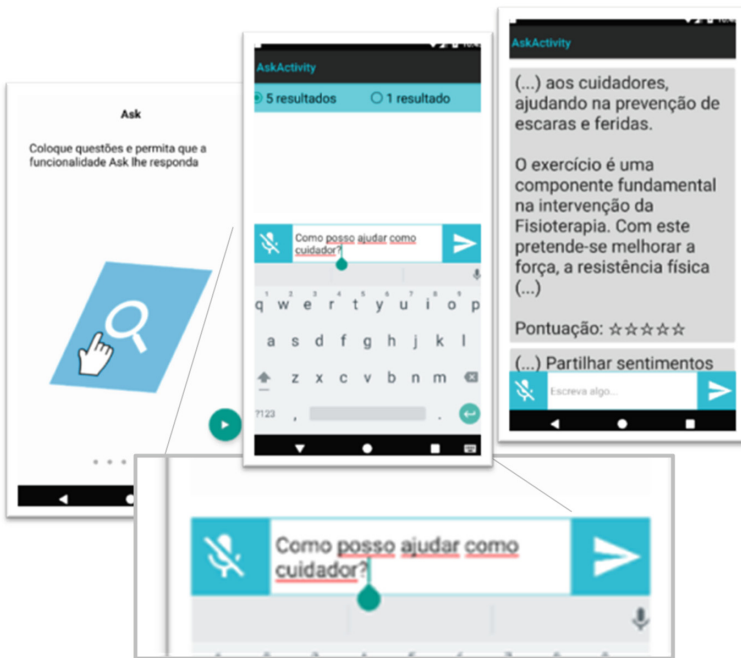 Ask
Coloque questões e permita que a
funcionalidade Ask lhe responda
AskActivity
5 resultados
1 resultado
Como posso ajudar como
cuidador?
q w e r t y u i o p
a s d f g h j k l
z x c v b n m
?123 , .
AskActivity
(...) aos cuidadores,
ajudando na prevenção de
escaras e feridas.
O exercício é uma
componente fundamental
na intervenção da
Fisioterapia. Com este
pretende-se melhorar a
força, a resistência física
(...)
Pontuação: ☆☆☆☆☆
(...) Partilhar sentimentos
Escreva algo...
Como posso ajudar como
cuidador?